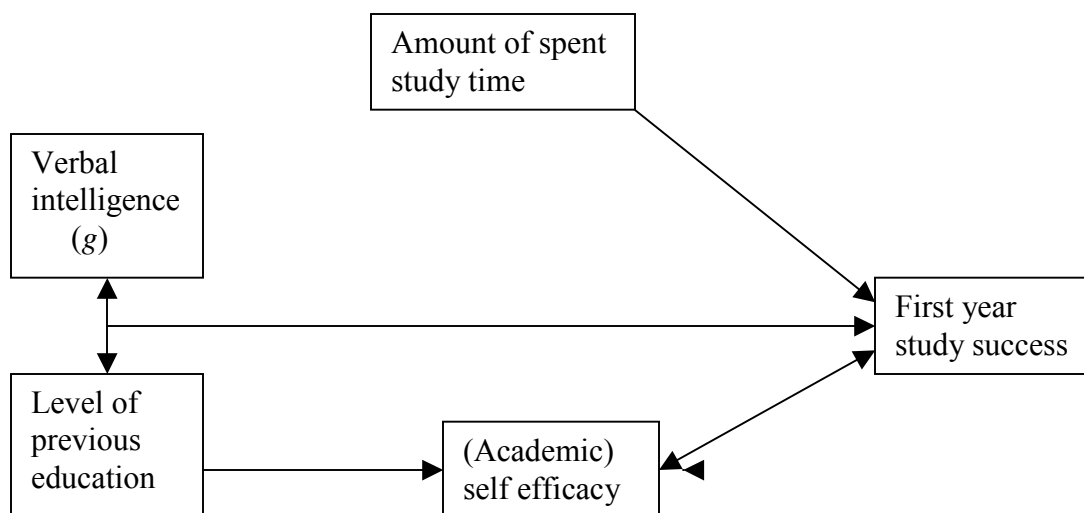 Amount of spent
study time
Verbal
intelligence
(g)
First year
study success
Level of
previous
education
(Academic)
self efficacy